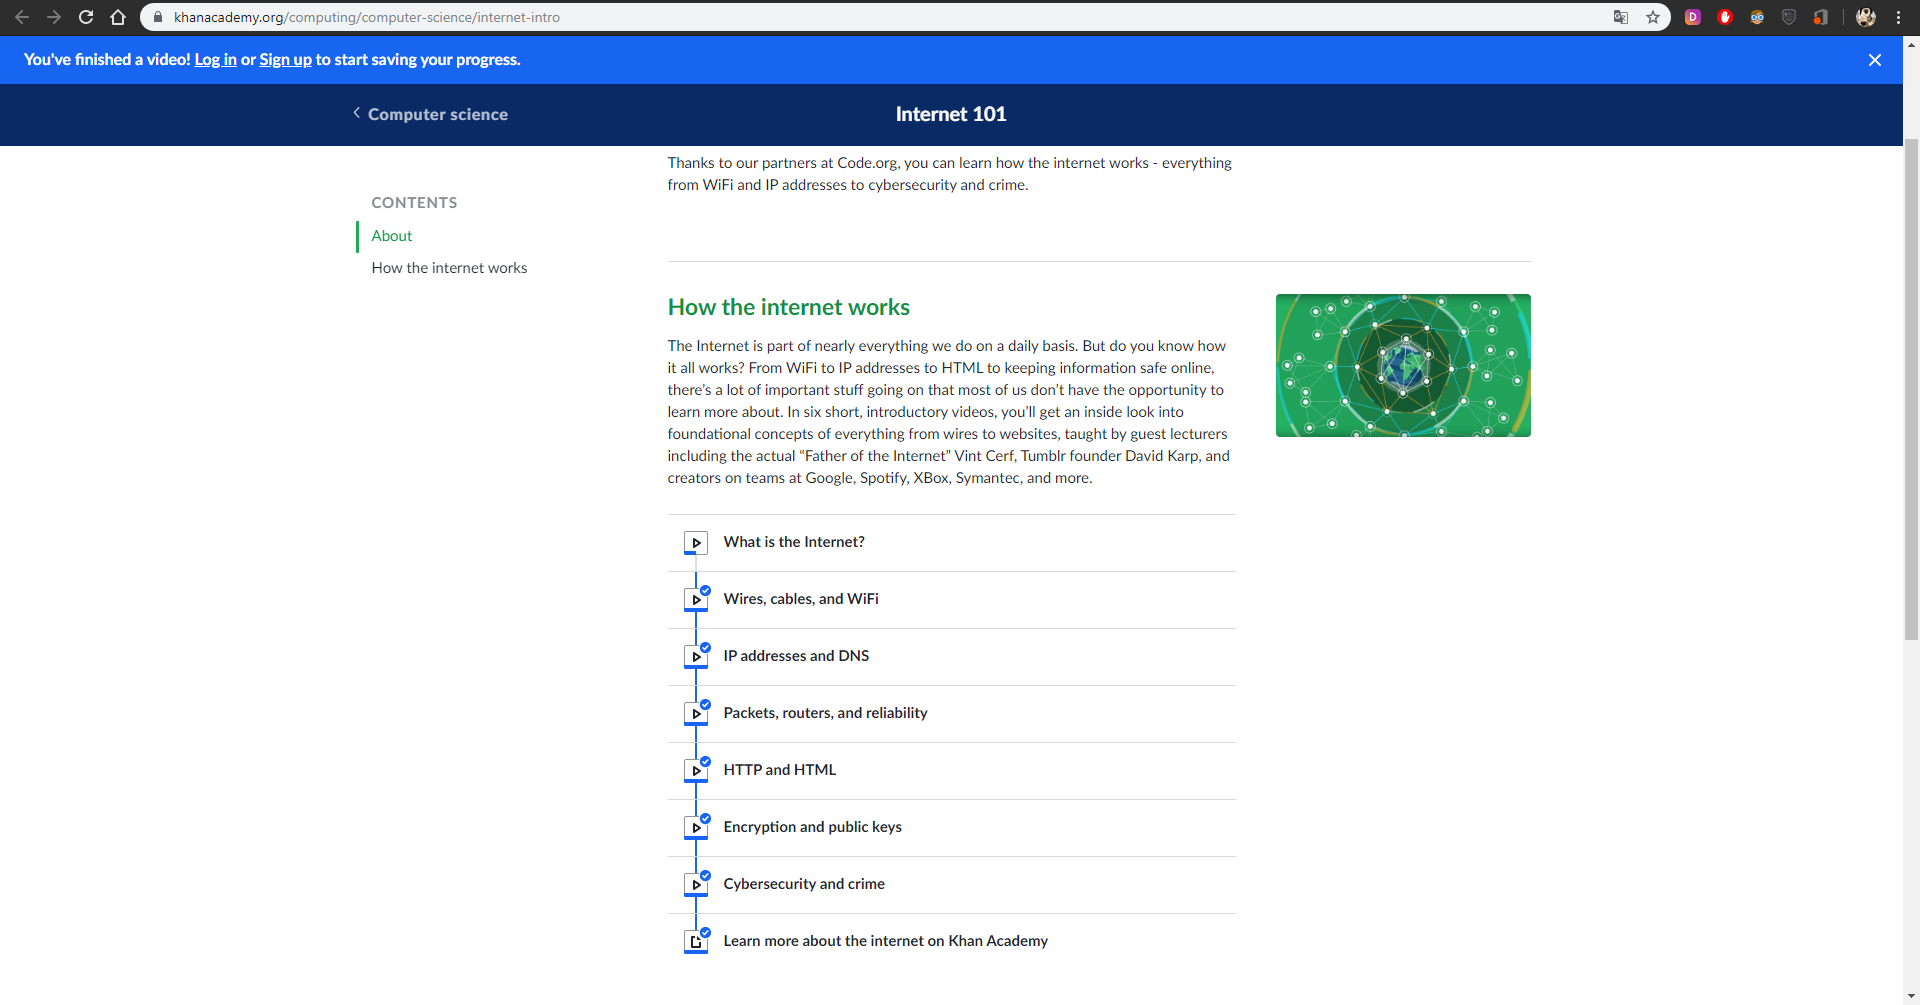 khanacademy.org/computing/computer-science/internet-intro
You've finished a video! Log in or Sign up to start saving your progress.
Computer science
Internet 101
Thanks to our partners at Code.org, you can learn how the internet works - everything
from WiFi and IP addresses to cybersecurity and crime.
CONTENTS
About
How the internet works
How the internet works
The Internet is part of nearly everything we do on a daily basis. But do you know how
it all works? From WiFi to IP addresses to HTML to keeping information safe online,
there’s a lot of important stuff going on that most of us don’t have the opportunity to
learn more about. In six short, introductory videos, you’ll get an inside look into
foundational concepts of everything from wires to websites, taught by guest lecturers
including the actual “Father of the Internet” Vint Cerf, Tumblr founder David Karp, and
creators on teams at Google, Spotify, XBox, Symantec, and more.
What is the Internet?
Wires, cables, and WiFi
IP addresses and DNS
Packets, routers, and reliability
HTTP and HTML
Encryption and public keys
Cybersecurity and crime
Learn more about the internet on Khan Academy